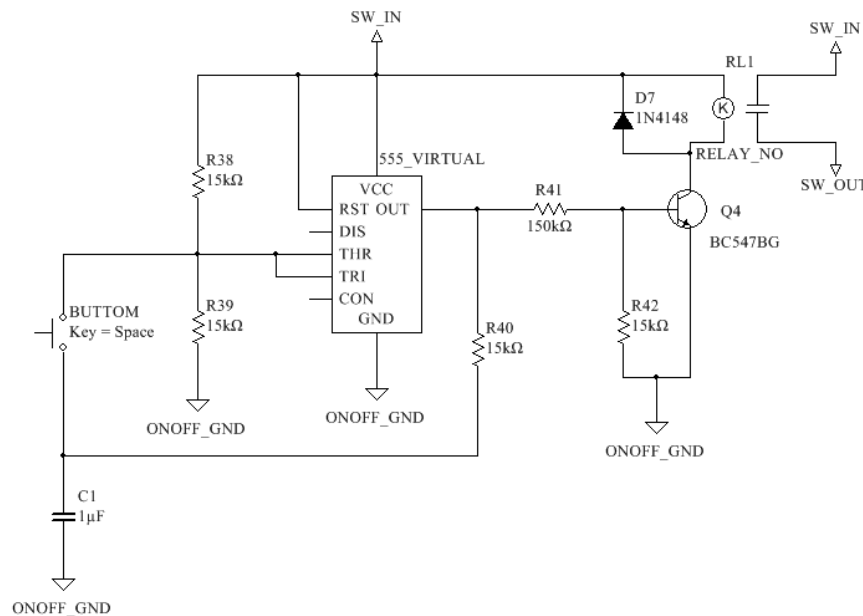 SW_IN
SW_IN
RL1
D7
1N4148
RELAY_NO
SW_OUT
R38
15kΩ
555_VIRTUAL
VCC
RST OUT
DIS
THR
TRI
CON
GND
R41
150kΩ
Q4
BC547BG
BUTTOM
Key = Space
R39
15kΩ
R40
15kΩ
R42
15kΩ
ONOFF_GND
ONOFF_GND
ONOFF_GND
C1
1µF
ONOFF_GND